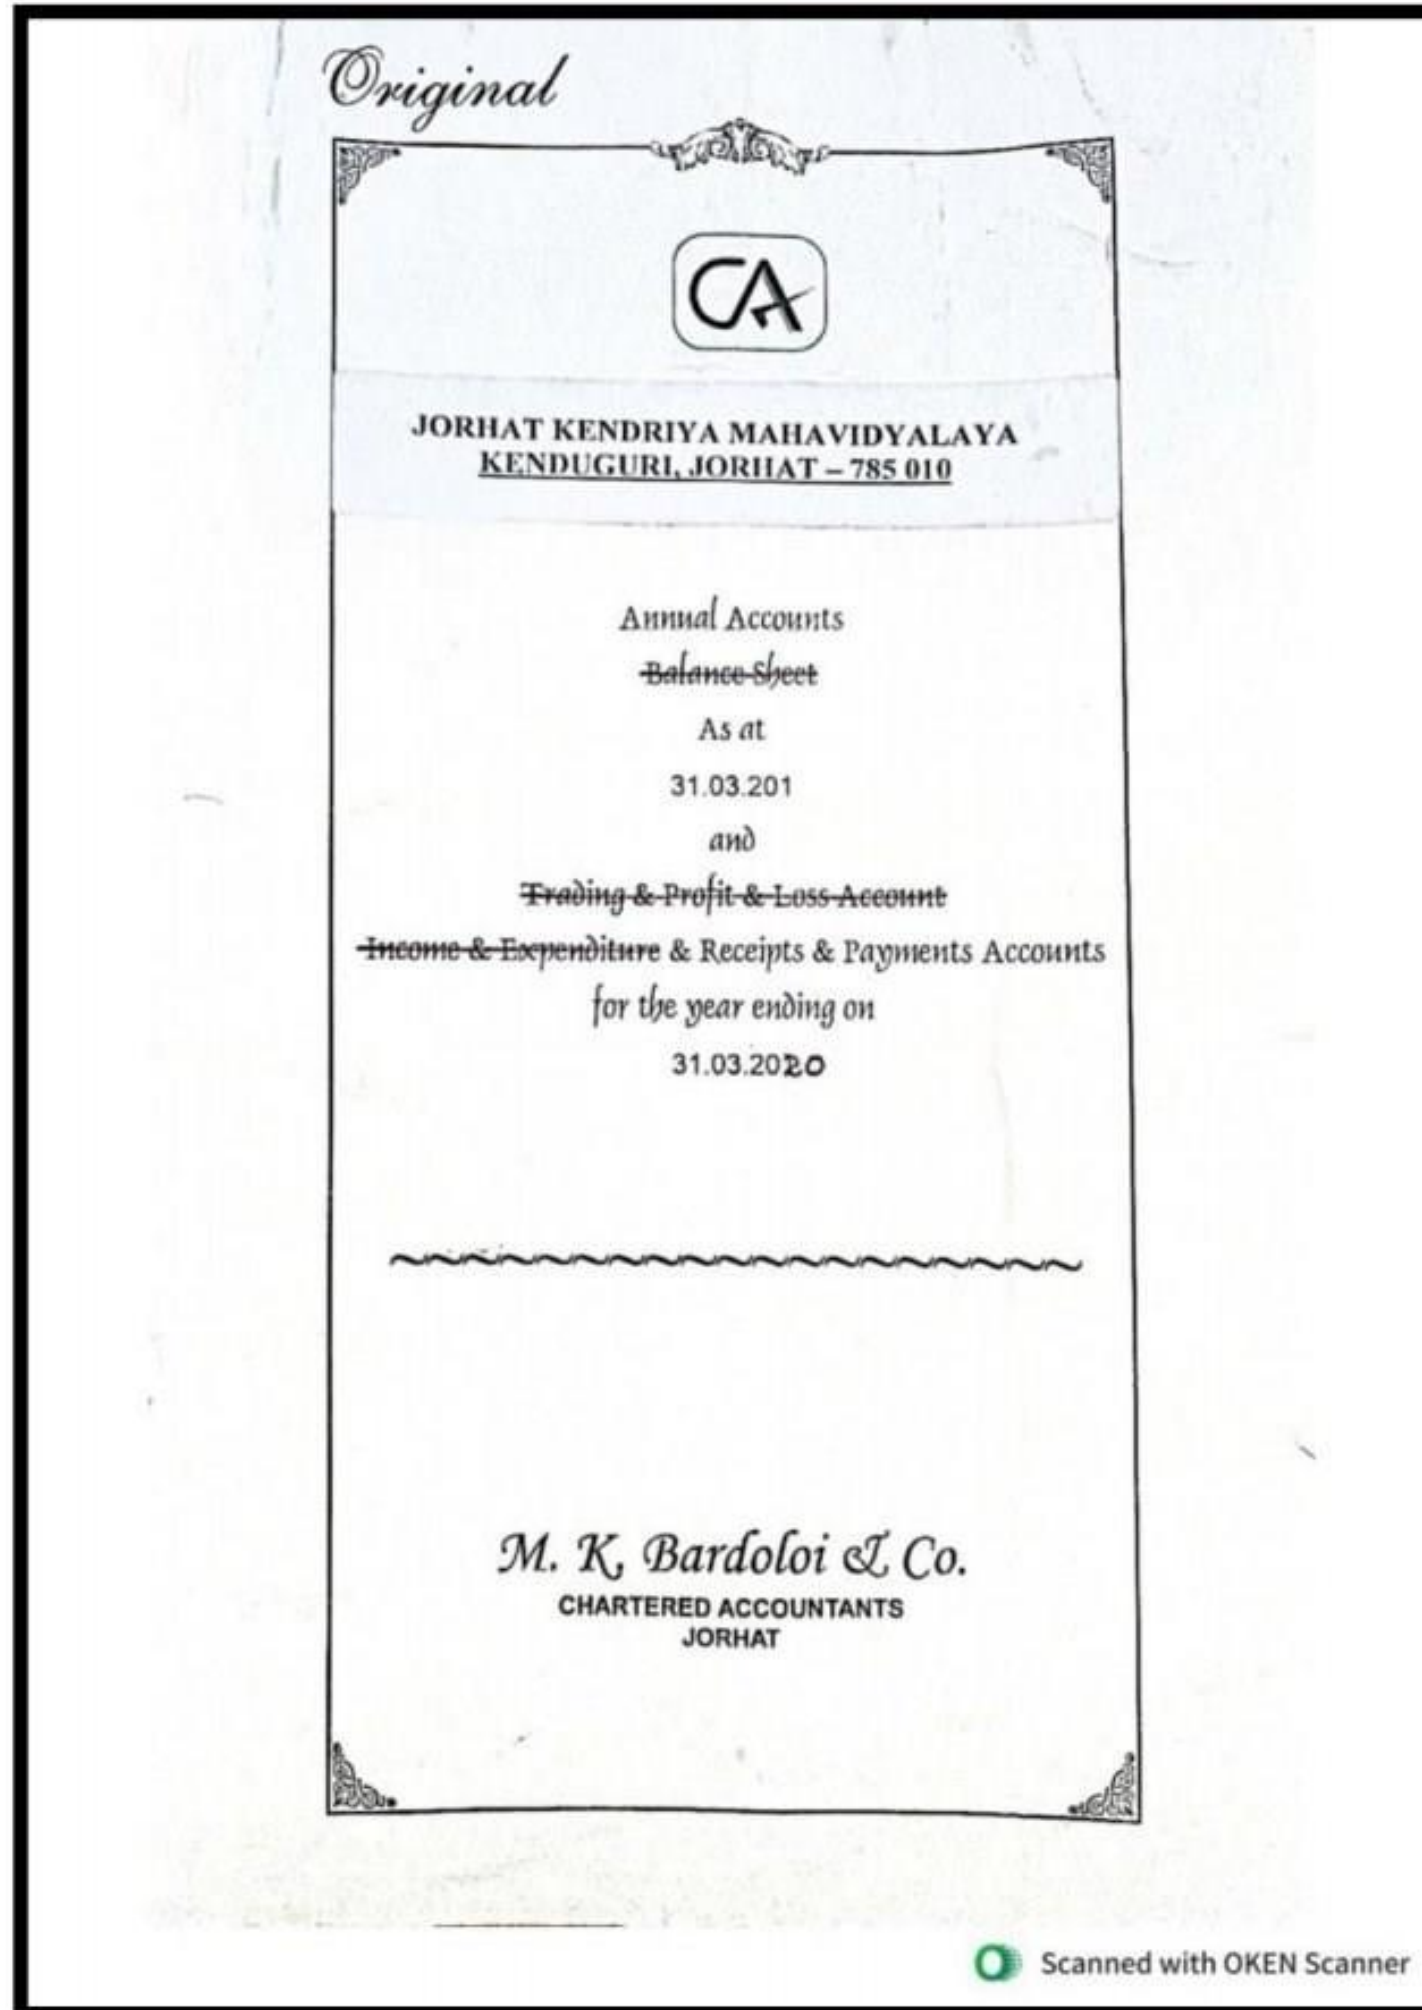 Original
CA
JORHAT KENDRIYA MAHAVIDYALAYA
KENDUGURI, JORHAT – 785 010
Annual Accounts
Balance Sheet
As at
31.03.201
and
Trading & Profit & Loss Account
Income & Expenditure & Receipts & Payments Accounts
for the year ending on
31.03.2020
M. K. Bardoloi & Co.
CHARTERED ACCOUNTANTS
JORHAT
Scanned with OKEN Scanner